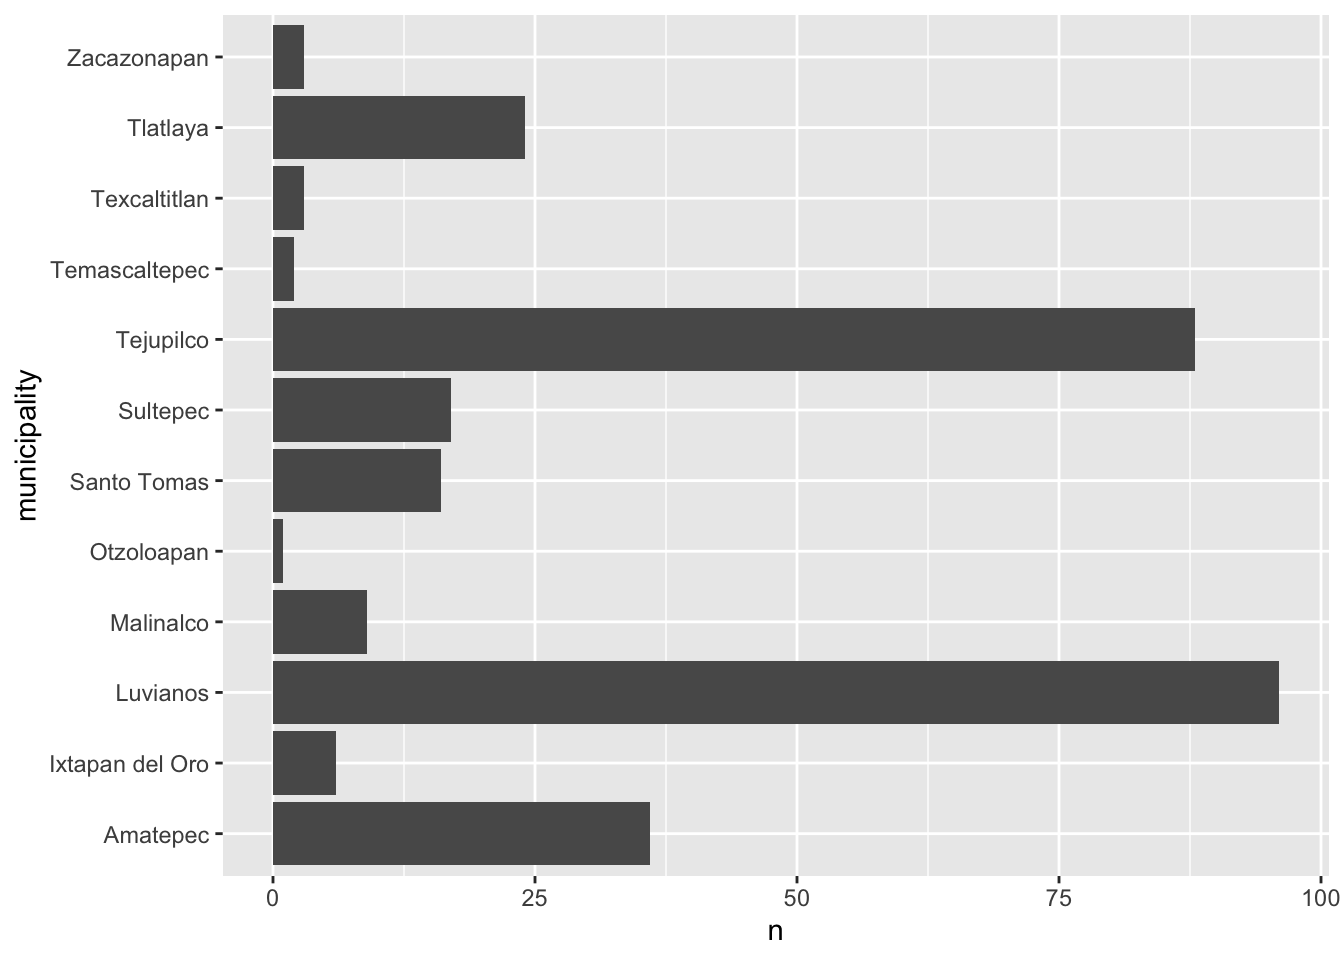 Zacazonapan
Tlatlaya
Texcaltitlan
Temascaltepec
Tejupilco
Sultepec
Santo Tomas
Otzoloapan
Malinalco
Luvianos
Ixtapan del Oro
Amatepec
municipality
0 25 50 75 100
n